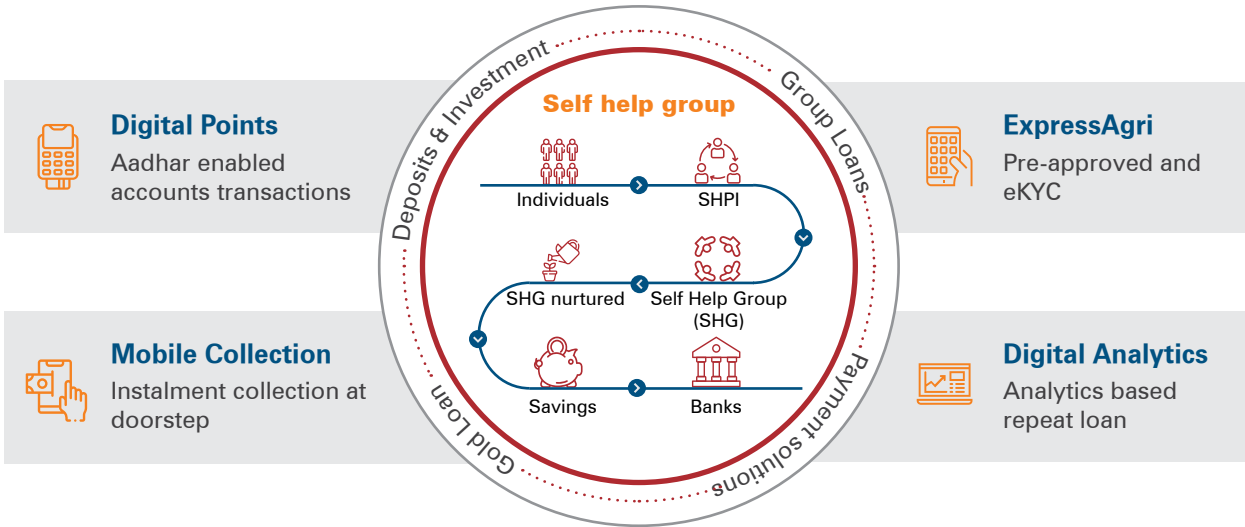 Digital Points
Aadhar enabled
accounts transactions
Mobile Collection
Instalment collection at
doorstep
Deposits & Investment
Group Loans
Payment solutions
Gold Loan
Self help group
Individuals
SHPI
SHG nurtured
Self Help Group
(SHG)
Savings
Banks
ExpressAgri
Pre-approved and
eKYC
Digital Analytics
Analytics based
repeat loan